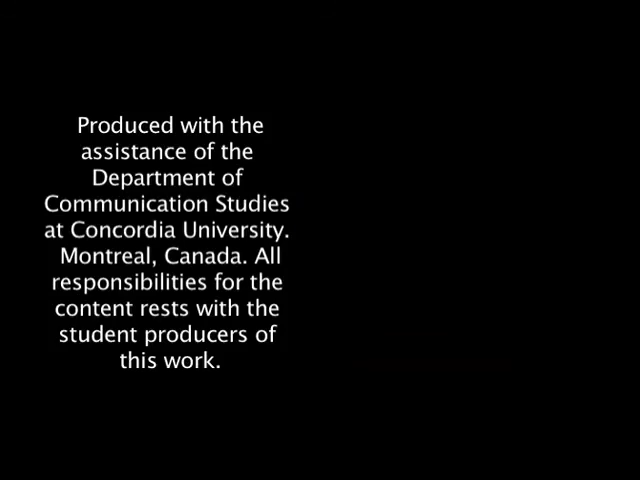 Produced with the
assistance of the
Department of
Communication Studies
at Concordia University.
Montreal, Canada. All
responsibilities for the
content rests with the
student producers of
this work.